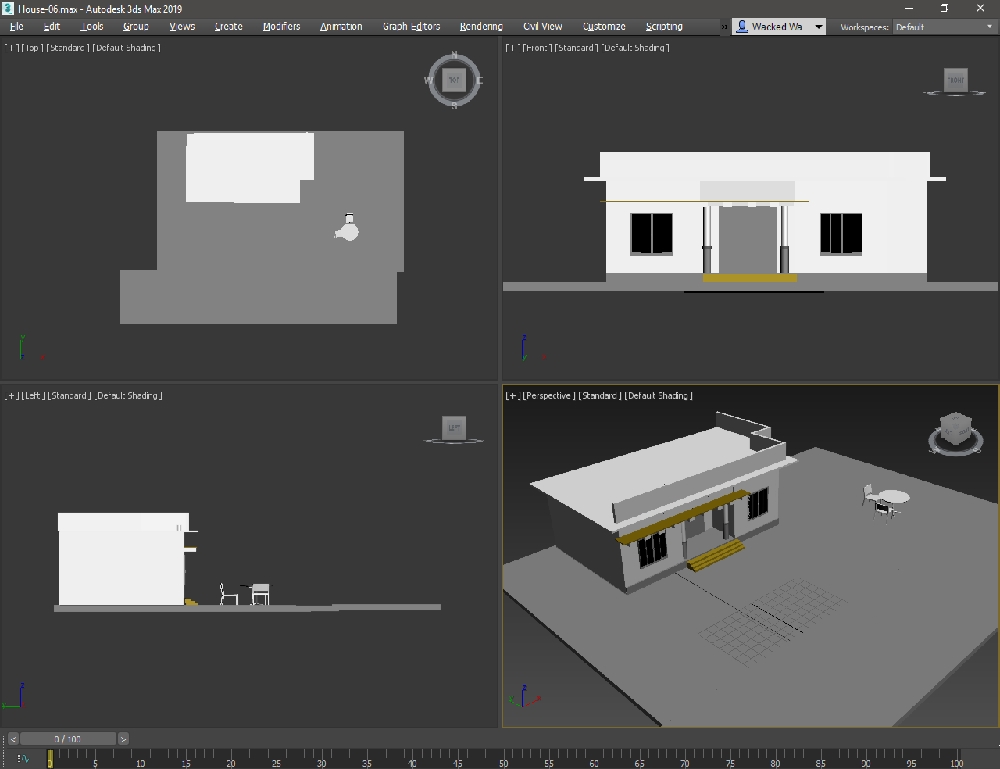 House-06.max - Autodesk 3ds Max 2019
File Edit Tools Group Views Create Modifiers Animation Graph Editors Rendering Civil View Customize Scripting » Wacked Wa Workspaces: Default
[+] [Top] [Standard] [Default Shading]
N
W TOP E
S
[+] [Front] [Standard] [Default Shading]
FRONT
y
x
z
y x
[+] [Left] [Standard] [Default Shading]
LEFT
[+] [Perspective] [Standard] [Default Shading]
z
z
< 0 / 100 >
0 5 10 15 20 25 30 35 40 45 50 55 60 65 70 75 80 85 90 95 100